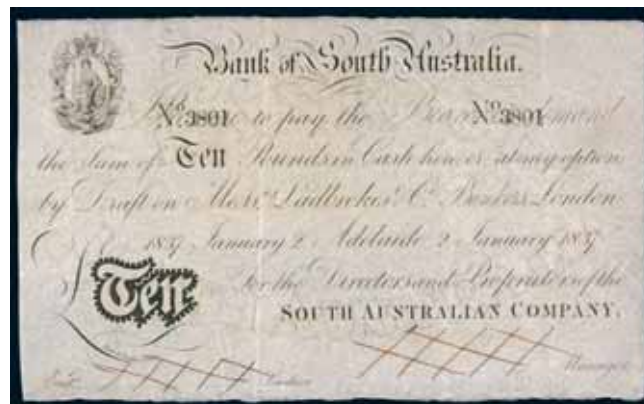 Bank of South Australia.
No 3801 to pay the Bearer No 3801 Demand
the Sum of Ten Pounds in Cash here or at my option
by Draft on Messrs. Ladbrokes & Co. Bankers London
1837 January 2 Adelaide 2 January 1837
For the Directors and Proprietors of the
Ten
SOUTH AUSTRALIAN COMPANY.
Manager